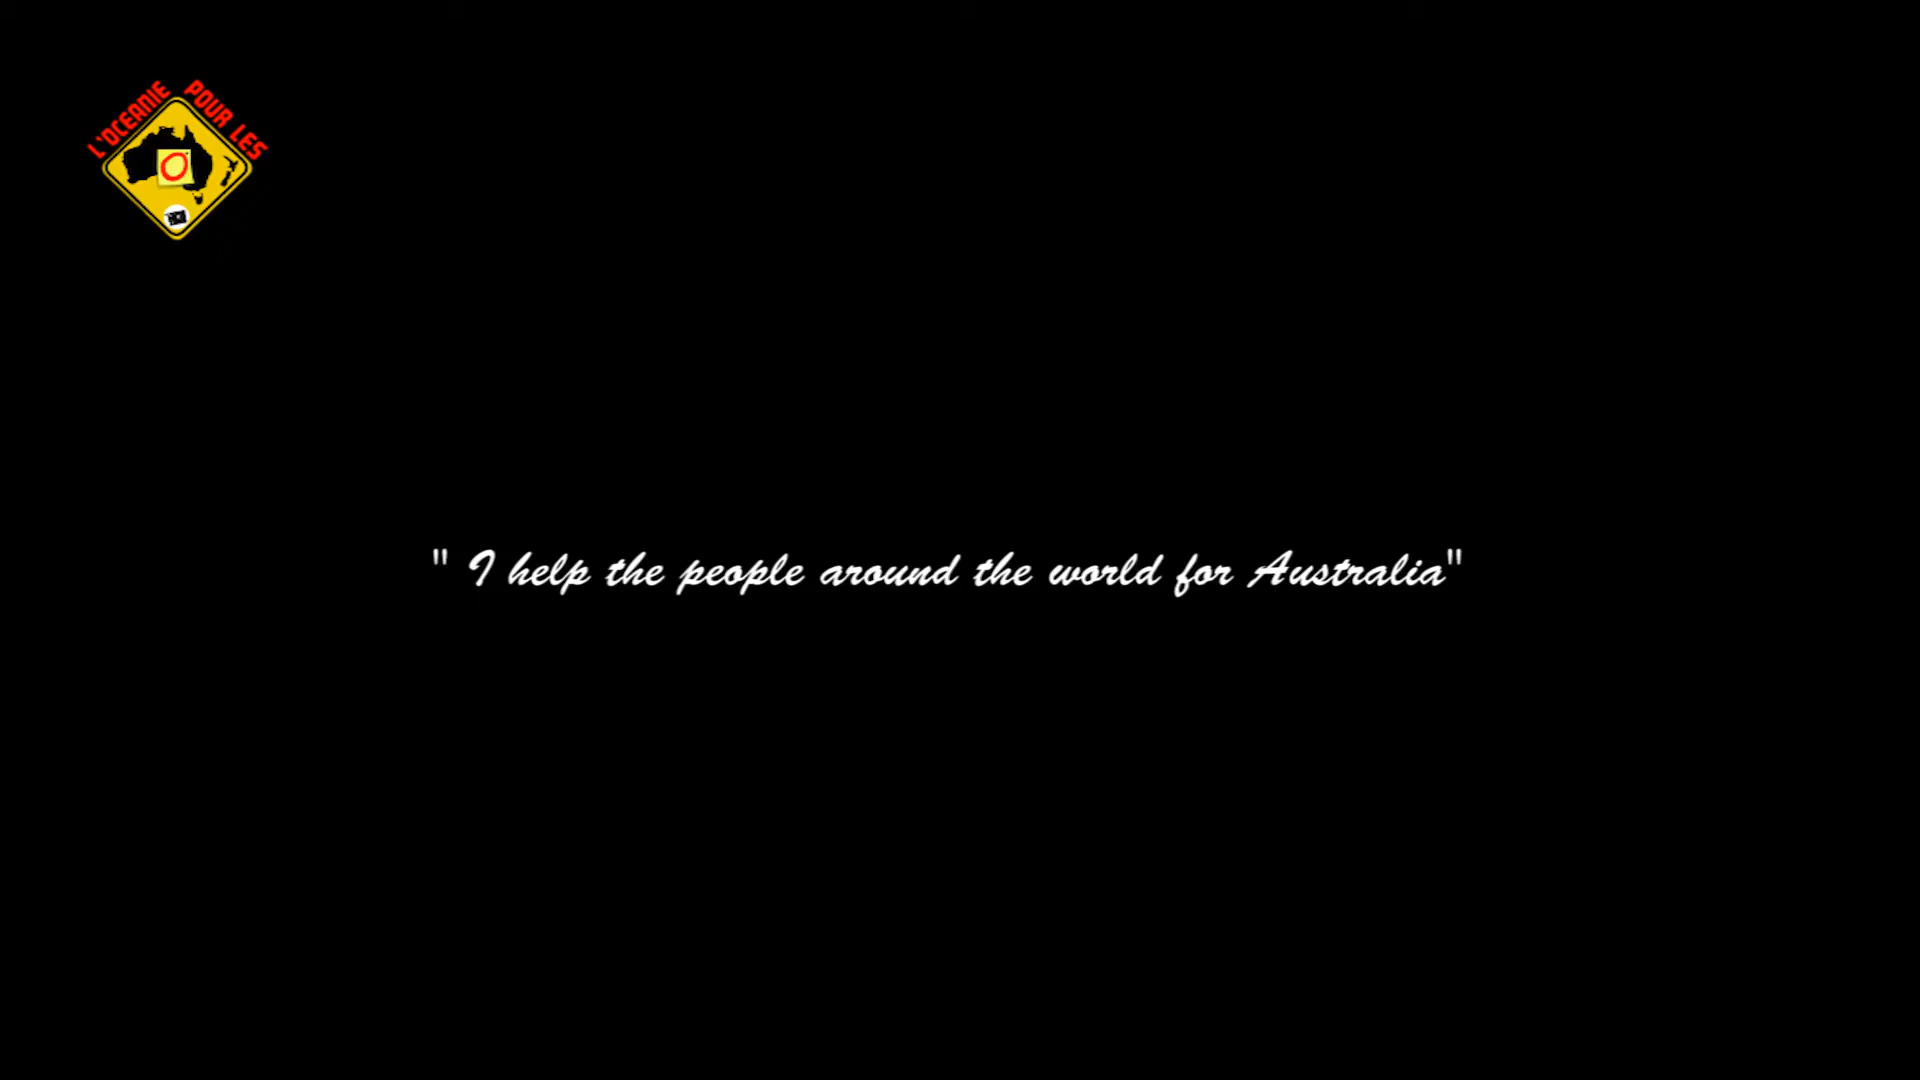 L'OCEANIE POUR LES
O
" I help the people around the world for Australia"